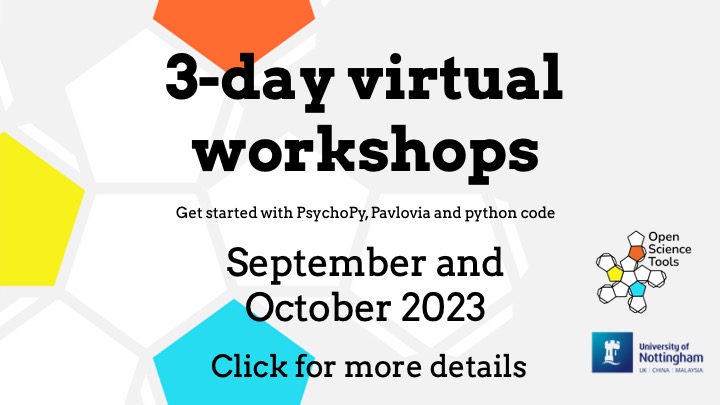 3-day virtual
workshops
Get started with PsychoPy, Pavlovia and python code
September and
October 2023
Click for more details
Open
Science
Tools
University of
Nottingham
UK | CHINA | MALAYSIA